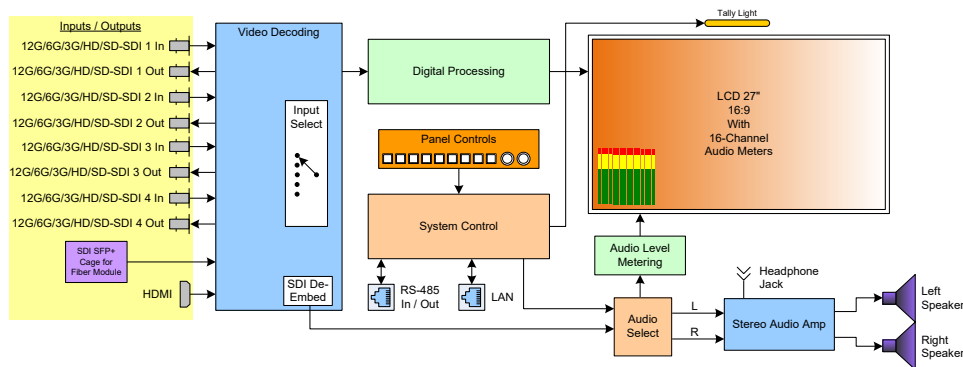 Inputs / Outputs
12G/6G/3G/HD/SD-SDI 1 In
12G/6G/3G/HD/SD-SDI 1 Out
12G/6G/3G/HD/SD-SDI 2 In
12G/6G/3G/HD/SD-SDI 2 Out
12G/6G/3G/HD/SD-SDI 3 In
12G/6G/3G/HD/SD-SDI 3 Out
12G/6G/3G/HD/SD-SDI 4 In
12G/6G/3G/HD/SD-SDI 4 Out
SDI SFP+
Cage for
Fiber Module
HDMI
Video Decoding
Input
Select
SDI De-
Embed
Digital Processing
Panel Controls
System Control
RS-485
In / Out
LAN
Tally Light
LCD 27"
16:9
With
16-Channel
Audio Meters
Audio Level
Metering
Audio
Select
L
R
Headphone
Jack
Stereo Audio Amp
Left
Speaker
Right
Speaker